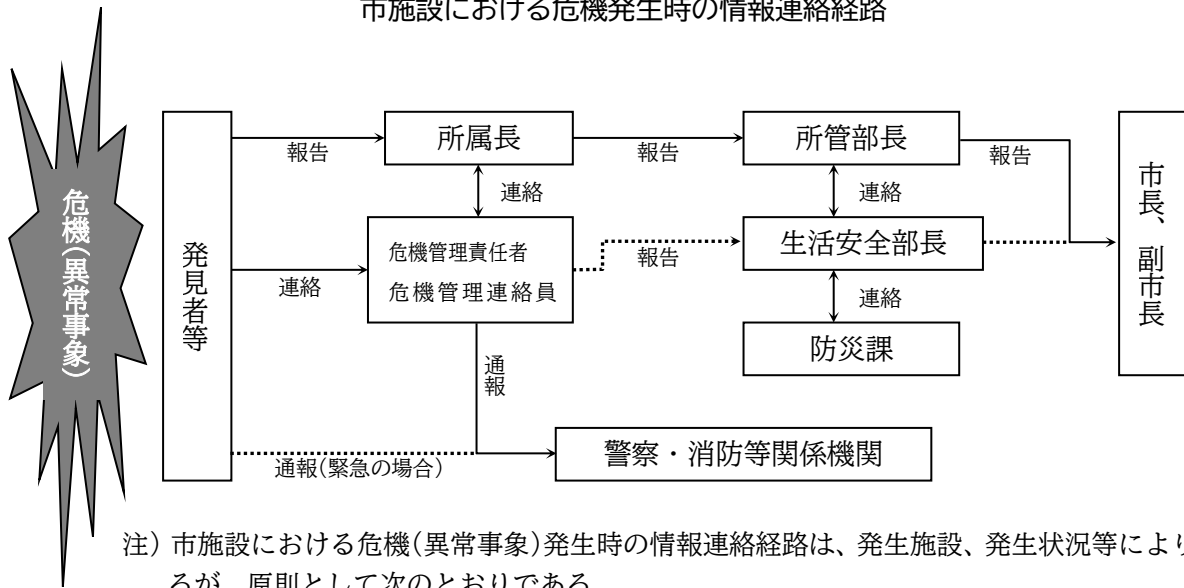 市施設における危機発生時の情報連絡経路
危機(異常事象)
発見者等
報告
所属長
報告
所管部長
報告
市長、副市長
連絡
連絡
連絡
危機管理責任者
危機管理連絡員
報告
生活安全部長
連絡
防災課
通報
通報(緊急の場合)
警察・消防等関係機関
注) 市施設における危機(異常事象)発生時の情報連絡経路は、発生施設、発生状況等により
るが、原則として次のとおりである